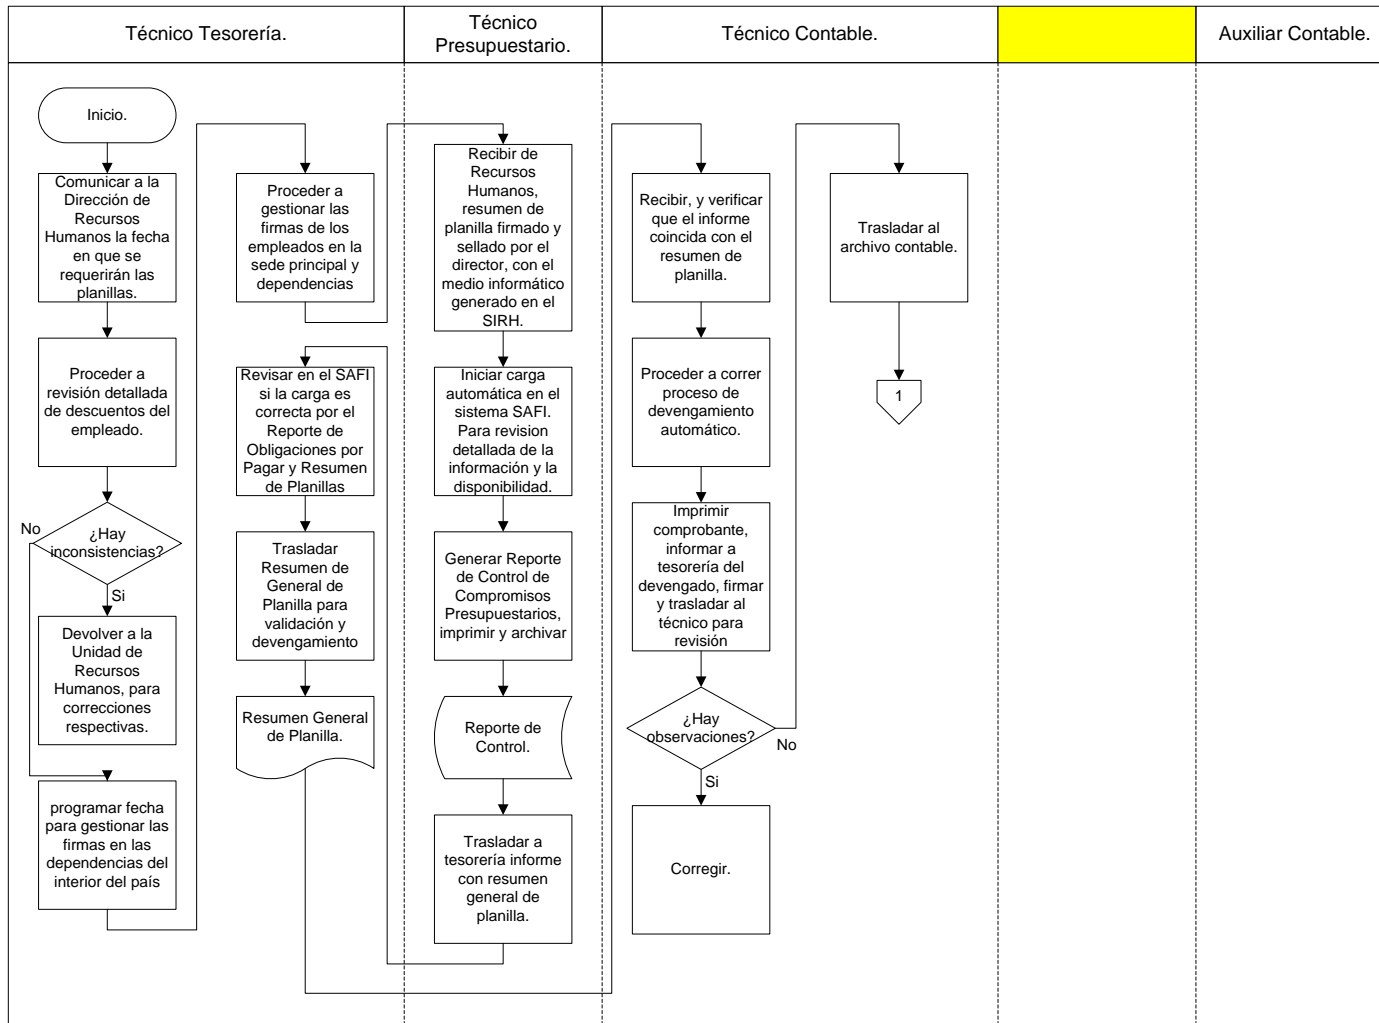 Técnico Tesorería.
Técnico
Presupuestario.
Técnico Contable.
Auxiliar Contable.
Inicio.
Comunicar a la
Dirección de
Recursos
Humanos la fecha
en que se
requerirán las
planillas.
Proceder a
revisión detallada
de descuentos del
empleado.
¿Hay
inconsistencias?
No
Si
Devolver a la
Unidad de
Recursos
Humanos, para
correcciones
respectivas.
programar fecha
para gestionar las
firmas en las
dependencias del
interior del país
Proceder a
gestionar las
firmas de los
empleados en la
sede principal y
dependencias
Revisar en el SAFI
si la carga es
correcta por el
Reporte de
Obligaciones por
Pagar y Resumen
de Planillas
Trasladar
Resumen de
General de
Planilla para
validación y
devengamiento
Resumen General
de Planilla.
Recibir de
Recursos
Humanos,
resumen de
planilla firmado y
sellado por el
director, con el
medio informático
generado en el
SIRH.
Iniciar carga
automática en el
sistema SAFI.
Para revision
detallada de la
información y la
disponibilidad.
Generar Reporte
de Control de
Compromisos
Presupuestarios,
imprimir y archivar
Reporte de
Control.
Trasladar a
tesorería informe
con resumen
general de
planilla.
Recibir, y verificar
que el informe
coincida con el
resumen de
planilla.
Proceder a correr
proceso de
devengamiento
automático.
Imprimir
comprobante,
informar a
tesorería del
devengado, firmar
y trasladar al
técnico para
revisión
¿Hay
observaciones?
No
Si
Corregir.
Trasladar al
archivo contable.
1